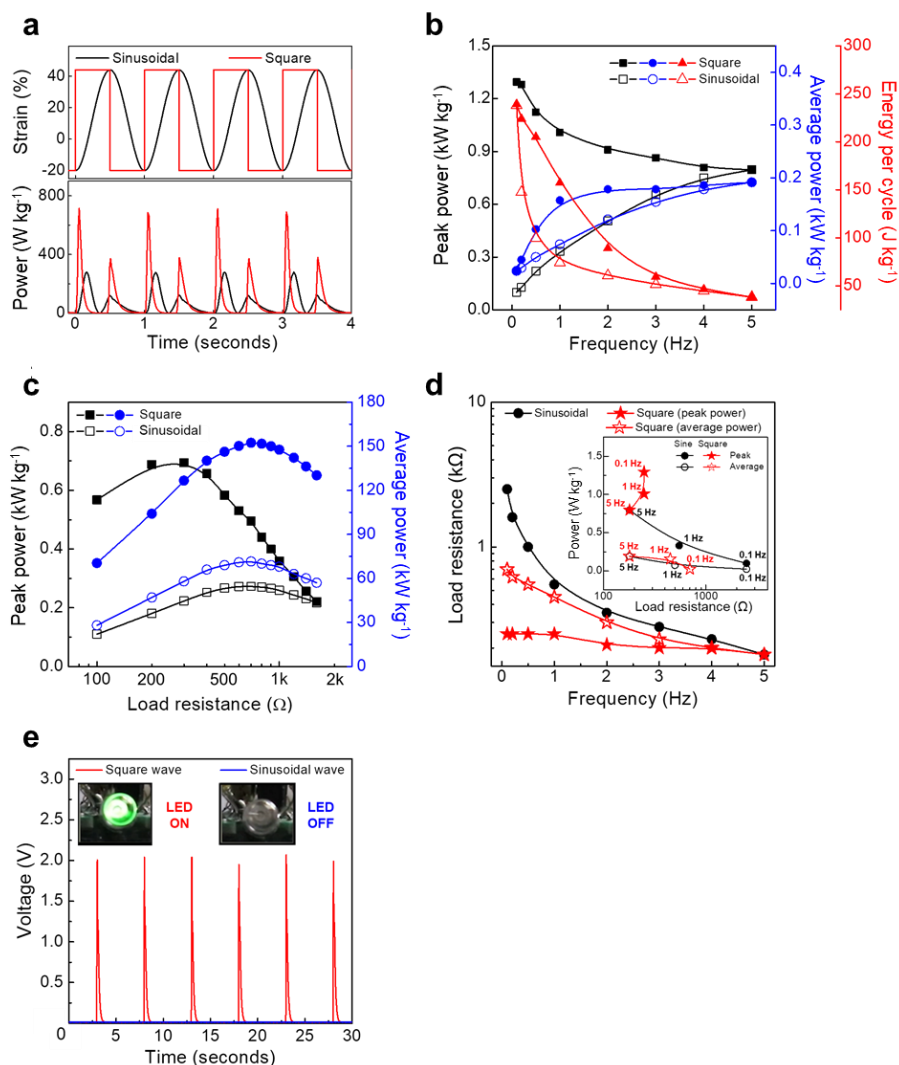 a
Sinusoidal
Square
Strain (%)
40
20
0
-20
Power (W kg⁻¹)
800
400
0
0
1
2
3
4
Time (seconds)
b
Square
Sinusoidal
Peak power (kW kg⁻¹)
1.5
1.2
0.9
0.6
0.3
0.0
0
1
2
3
4
5
Frequency (Hz)
0.4
0.3
0.2
0.1
0.0
Average power (kW kg⁻¹)
300
250
200
150
100
50
Energy per cycle (J kg⁻¹)
c
Square
Sinusoidal
Peak power (kW kg⁻¹)
0.8
0.6
0.4
0.2
0.0
100
200
500
1k
2k
Load resistance (Ω)
180
150
120
90
60
30
0
Average power (kW kg⁻¹)
d
Sinusoidal
Square (peak power)
Square (average power)
Load resistance (kΩ)
10
1
0
1
2
3
4
5
Frequency (Hz)
Sine Square
Peak
Average
Power (W kg⁻¹)
1.5
1.0
0.5
0.0
0.1 Hz
1 Hz
5 Hz
5 Hz
1 Hz
0.1 Hz
5 Hz
1 Hz
0.1 Hz
5 Hz
1 Hz
0.1 Hz
100
1000
Load resistance (Ω)
e
Square wave
Sinusoidal wave
LED
ON
LED
OFF
Voltage (V)
3.0
2.5
2.0
1.5
1.0
0.5
0
5
10
15
20
25
30
Time (seconds)